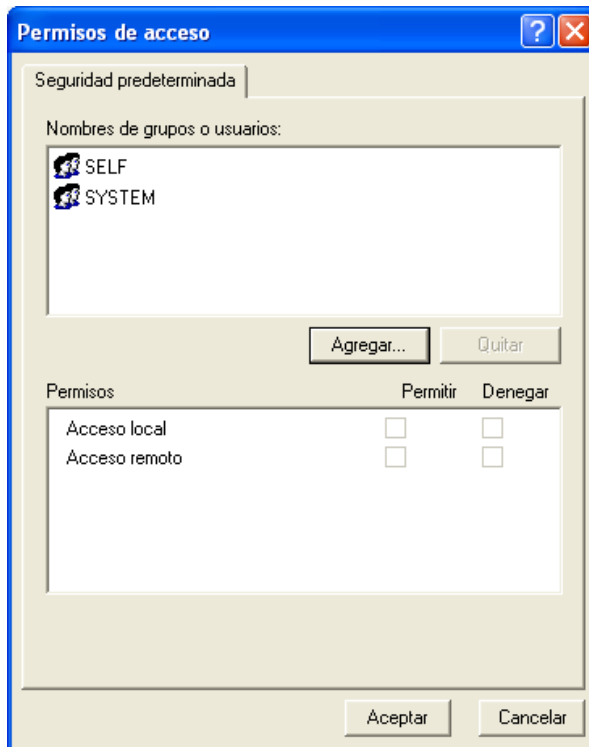 Permisos de acceso
Seguridad predeterminada
Nombres de grupos o usuarios:
SELF
SYSTEM
Agregar... Quitar
Permisos Permitir Denegar
Acceso local
Acceso remoto
Aceptar Cancelar